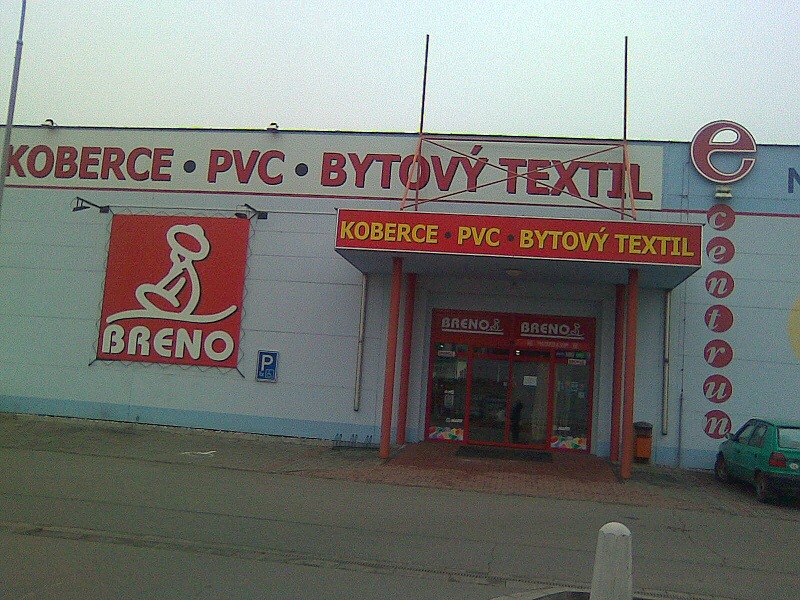 KOBERCE • PVC • BYTOVÝ TEXTIL
e
N
KOBERCE • PVC • BYTOVÝ TEXTIL
centrum
BRENO
P
BRENO
BRENO